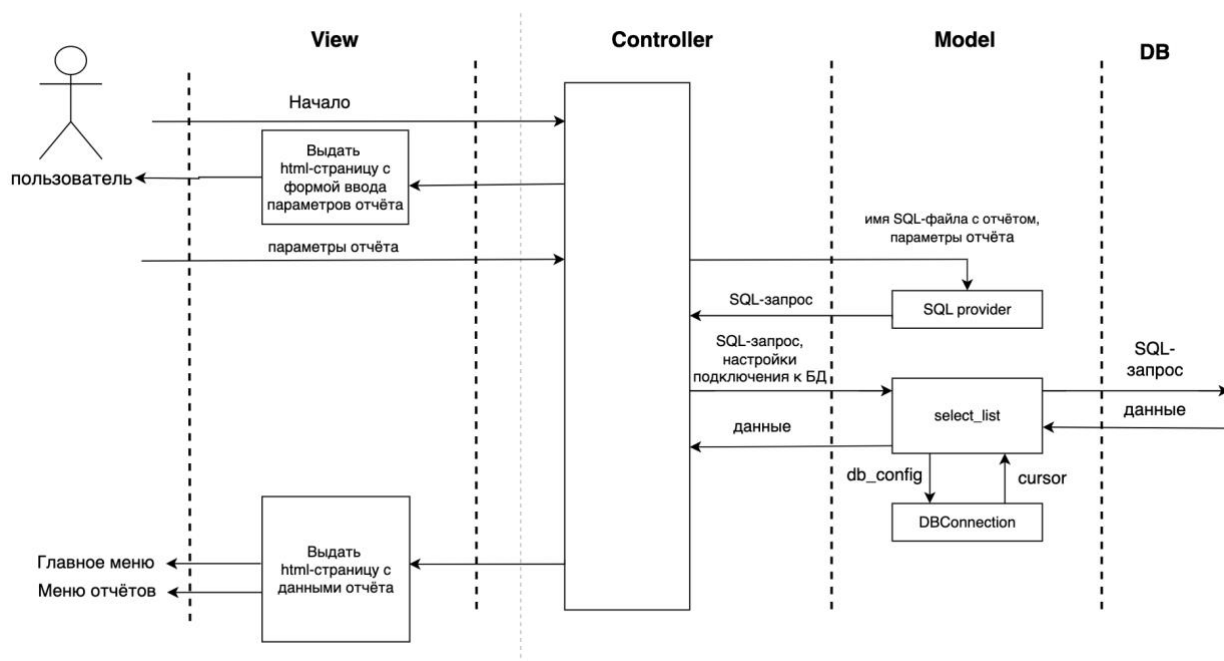 View
Controller
Model
DB
Начало
Выдать
html-страницу с
формой ввода
параметров отчёта
пользователь
параметры отчёта
имя SQL-файла с отчётом,
параметры отчёта
SQL provider
SQL-запрос
SQL-запрос,
настройки
подключения к БД
SQL-
запрос
select_list
данные
данные
db_config
cursor
DBConnection
Выдать
html-страницу с
данными отчёта
Главное меню
Меню отчётов